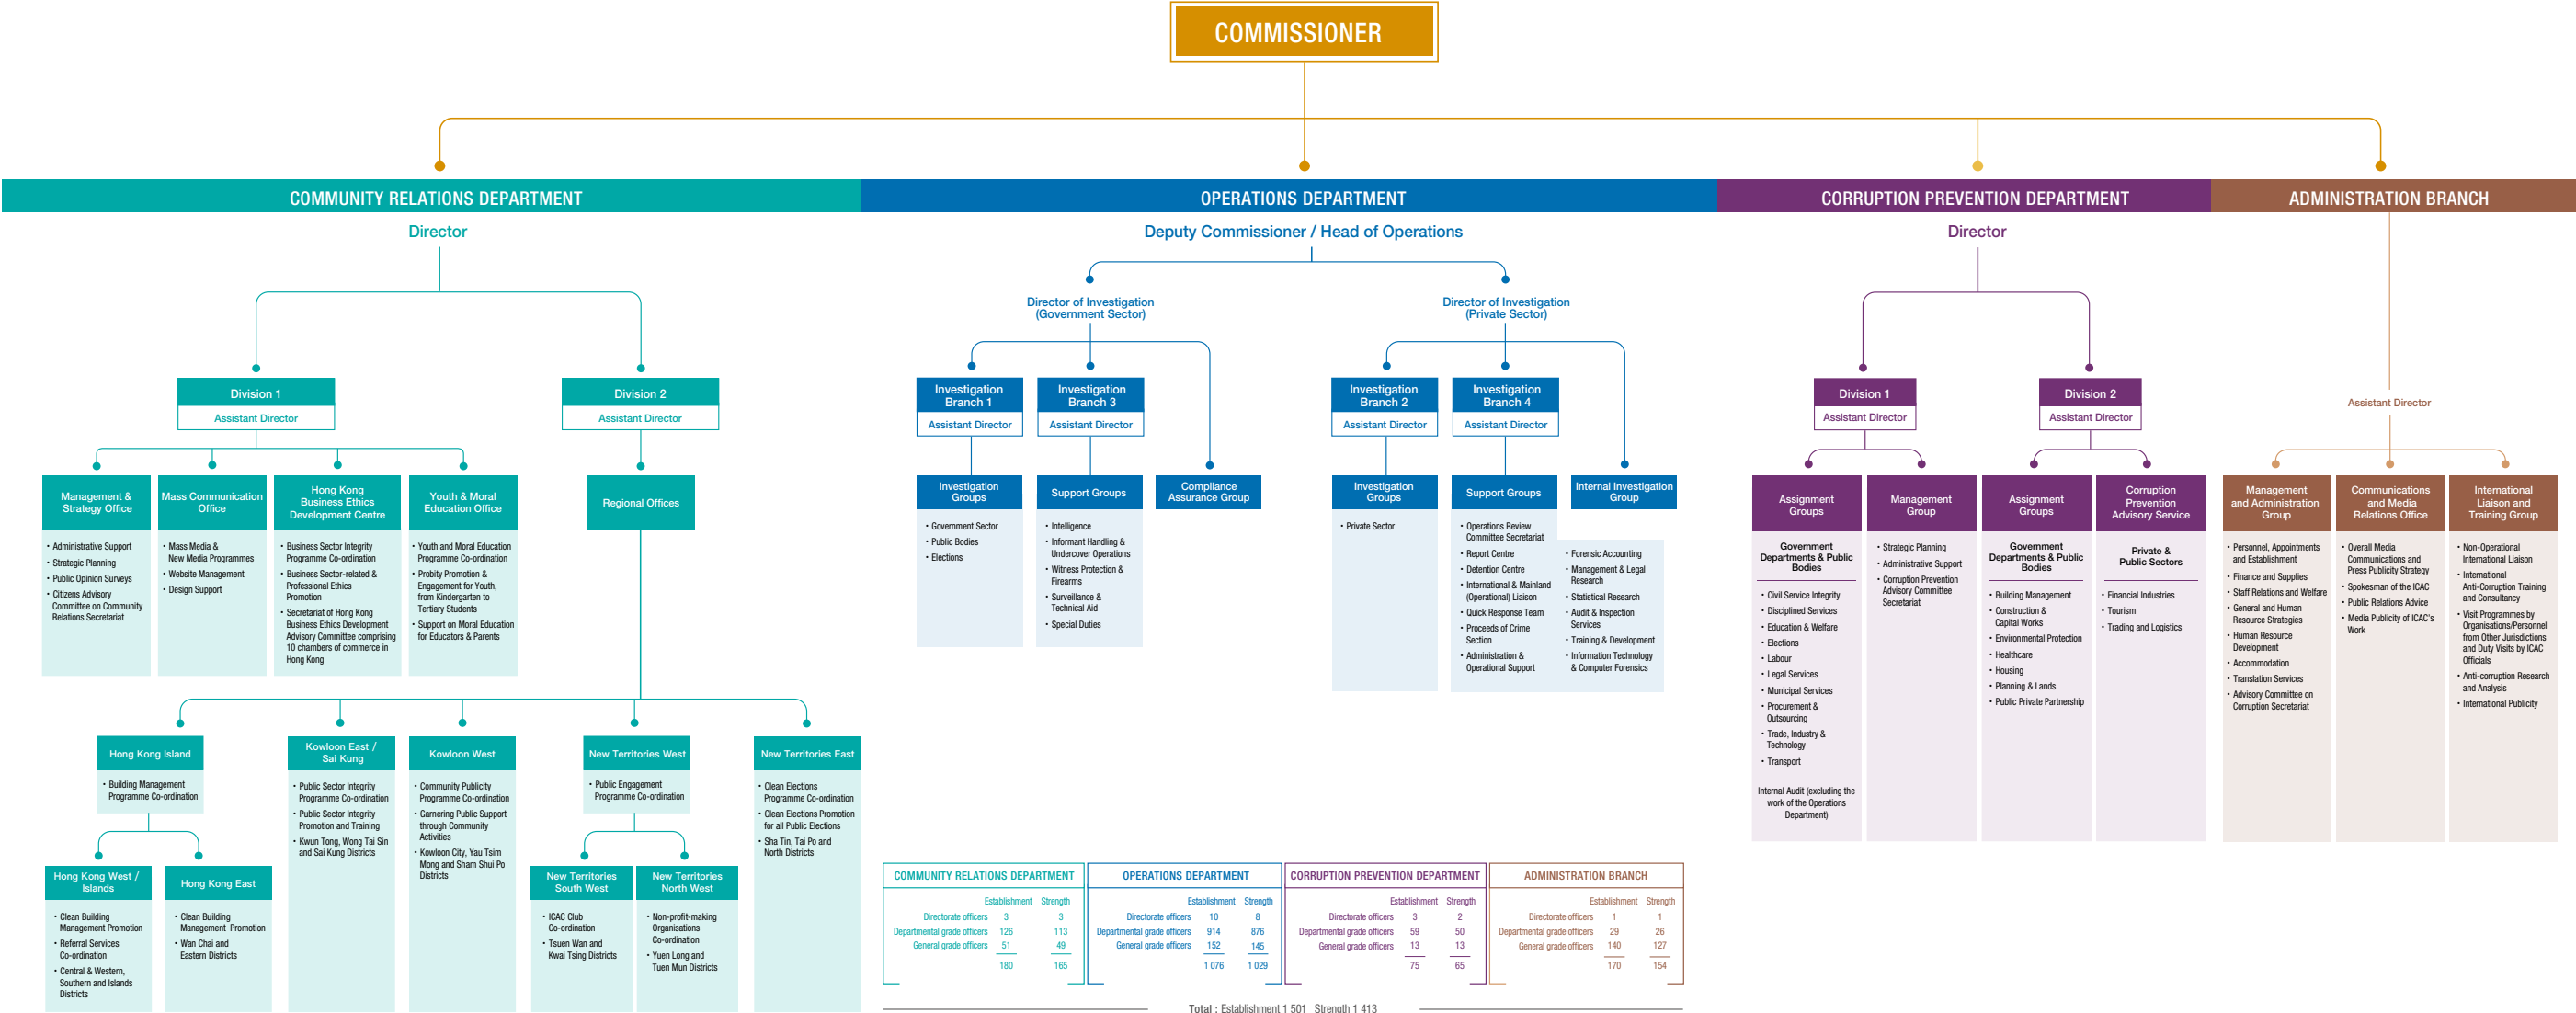 COMMISSIONER
COMMUNITY RELATIONS DEPARTMENT
Director
Division 1
Assistant Director
Management &
Strategy Office
• Administrative Support
• Strategic Planning
• Public Opinion Surveys
• Citizens Advisory
Committee on Community
Relations Secretariat
Mass Communication
Office
• Mass Media &
New Media Programmes
• Website Management
• Design Support
Hong Kong
Business Ethics
Development Centre
• Business Sector Integrity
Programme Co-ordination
• Business Sector-related &
Professional Ethics
Promotion
• Secretariat of Hong Kong
Business Ethics Development
Advisory Committee comprising
10 chambers of commerce in
Hong Kong
Youth & Moral
Education Office
• Youth and Moral Education
Programme Co-ordination
• Probity Promotion &
Engagement for Youth,
from Kindergarten to
Tertiary Students
• Support on Moral Education
for Educators & Parents
Division 2
Assistant Director
Regional Offices
Hong Kong Island
• Building Management
Programme Co-ordination
Hong Kong West /
Islands
• Clean Building
Management Promotion
• Referral Services
Co-ordination
• Central & Western,
Southern and Islands
Districts
Hong Kong East
• Clean Building
Management Promotion
• Wan Chai and
Eastern Districts
Kowloon East /
Sai Kung
• Public Sector Integrity
Programme Co-ordination
• Public Sector Integrity
Promotion and Training
• Kwun Tong, Wong Tai Sin
and Sai Kung Districts
Kowloon West
• Community Publicity
Programme Co-ordination
• Garnering Public Support
through Community
Activities
• Kowloon City, Yau Tsim
Mong and Sham Shui Po
Districts
New Territories West
• Public Engagement
Programme Co-ordination
New Territories
South West
• ICAC Club
Co-ordination
• Tsuen Wan and
Kwai Tsing Districts
New Territories
North West
• Non-profit-making
Organisations
Co-ordination
• Yuen Long and
Tuen Mun Districts
New Territories East
• Clean Elections
Programme Co-ordination
• Clean Elections Promotion
for all Public Elections
• Sha Tin, Tai Po and
North Districts
OPERATIONS DEPARTMENT
Deputy Commissioner / Head of Operations
Director of Investigation
(Government Sector)
Investigation
Branch 1
Assistant Director
Investigation
Groups
• Government Sector
• Public Bodies
• Elections
Investigation
Branch 3
Assistant Director
Support Groups
• Intelligence
• Informant Handling &
Undercover Operations
• Witness Protection &
Firearms
• Surveillance &
Technical Aid
• Special Duties
Compliance
Assurance Group
Director of Investigation
(Private Sector)
Investigation
Branch 2
Assistant Director
Investigation
Groups
• Private Sector
Investigation
Branch 4
Assistant Director
Support Groups
• Operations Review
Committee Secretariat
• Report Centre
• Detention Centre
• International & Mainland
(Operational) Liaison
• Quick Response Team
• Proceeds of Crime
Section
• Administration &
Operational Support
• Forensic Accounting
• Management & Legal
Research
• Statistical Research
• Audit & Inspection
Services
• Training & Development
• Information Technology
& Computer Forensics
Internal Investigation
Group
CORRUPTION PREVENTION DEPARTMENT
Director
Division 1
Assistant Director
Assignment
Groups
Government
Departments & Public
Bodies
• Civil Service Integrity
• Disciplined Services
• Education & Welfare
• Elections
• Labour
• Legal Services
• Municipal Services
• Procurement &
Outsourcing
• Trade, Industry &
Technology
• Transport
Internal Audit (excluding the
work of the Operations
Department)
Management
Group
• Strategic Planning
• Administrative Support
• Corruption Prevention
Advisory Committee
Secretariat
Division 2
Assistant Director
Assignment
Groups
Government
Departments & Public
Bodies
• Building Management
• Construction &
Capital Works
• Environmental Protection
• Healthcare
• Housing
• Planning & Lands
• Public Private Partnership
Corruption
Prevention
Advisory Service
Private &
Public Sectors
• Financial Industries
• Tourism
• Trading and Logistics
ADMINISTRATION BRANCH
Assistant Director
Management
and Administration
Group
• Personnel, Appointments
and Establishment
• Finance and Supplies
• Staff Relations and Welfare
• General and Human
Resource Strategies
• Human Resource
Development
• Accommodation
• Translation Services
• Advisory Committee on
Corruption Secretariat
Communications
and Media
Relations Office
• Overall Media
Communications and
Press Publicity Strategy
• Spokesman of the ICAC
• Public Relations Advice
• Media Publicity of ICAC's
Work
International
Liaison and
Training Group
• Non-Operational
International Liaison
• International
Anti-Corruption Training
and Consultancy
• Visit Programmes by
Organisations/Personnel
from Other Jurisdictions
and Duty Visits by ICAC
Officials
• Anti-corruption Research
and Analysis
• International Publicity
COMMUNITY RELATIONS DEPARTMENT
Establishment Strength
Directorate officers 3 3
Departmental grade officers 126 113
General grade officers 51 49
180 165
OPERATIONS DEPARTMENT
Establishment Strength
Directorate officers 10 8
Departmental grade officers 914 876
General grade officers 152 145
1 076 1 029
CORRUPTION PREVENTION DEPARTMENT
Establishment Strength
Directorate officers 3 2
Departmental grade officers 59 50
General grade officers 13 13
75 65
ADMINISTRATION BRANCH
Establishment Strength
Directorate officers 1 1
Departmental grade officers 29 26
General grade officers 140 127
170 154
Total : Establishment 1 501 Strength 1 413